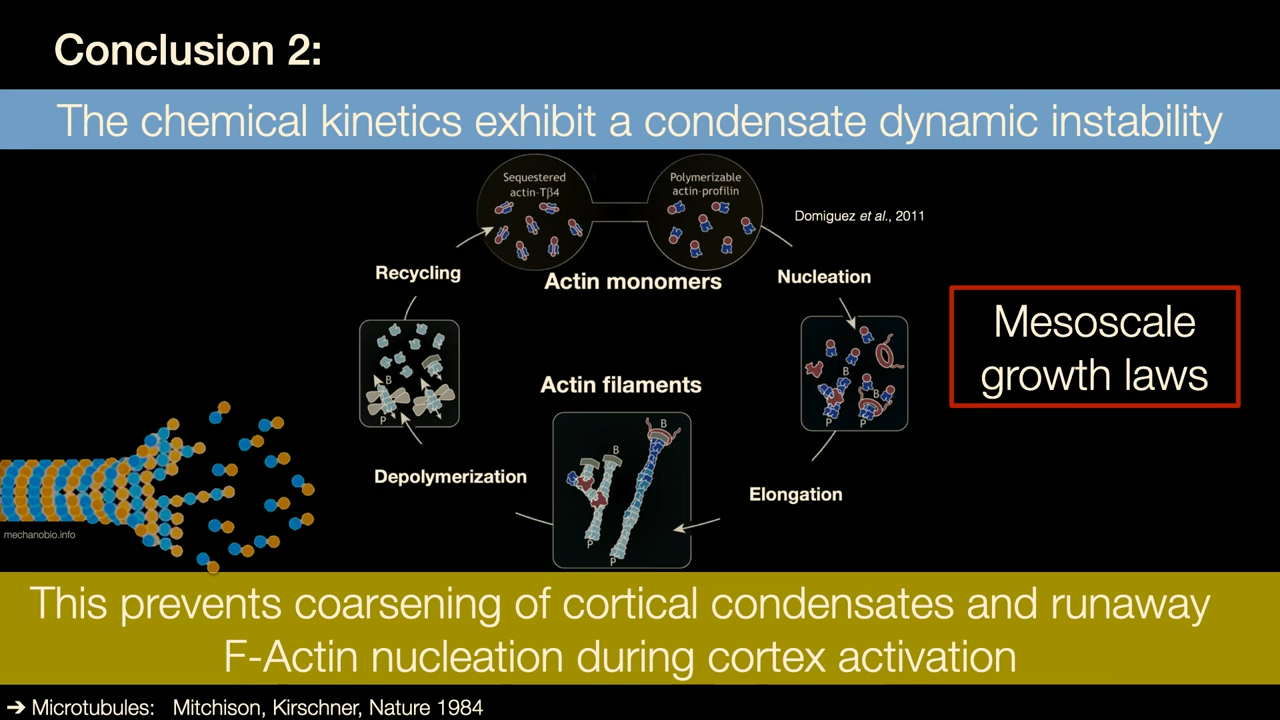 Conclusion 2:
The chemical kinetics exhibit a condensate dynamic instability
Sequestered
actin-Tβ4
Polymerizable
actin-profilin
Domiguez et al., 2011
Recycling
Actin monomers
Nucleation
Mesoscale
growth laws
B
P
B
B
P
P
Actin filaments
B
B
P
P
Depolymerization
Elongation
mechanobio.info
This prevents coarsening of cortical condensates and runaway
F-Actin nucleation during cortex activation
➔ Microtubules: Mitchison, Kirschner, Nature 1984